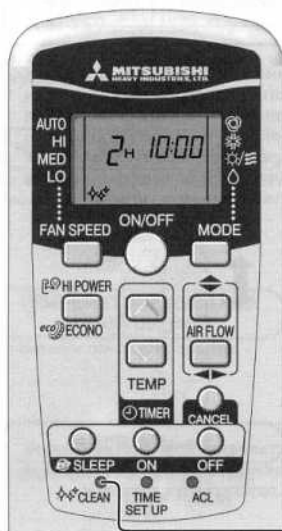 MITSUBISHI
HEAVY INDUSTRIES, LTD.
AUTO
HI
MED
LO
2H 10:00
FAN SPEED
ON/OFF
MODE
HI POWER
eco ECONO
AIR FLOW
TEMP
TIMER
CANCEL
SLEEP
ON
OFF
CLEAN
TIME
SET UP
ACL